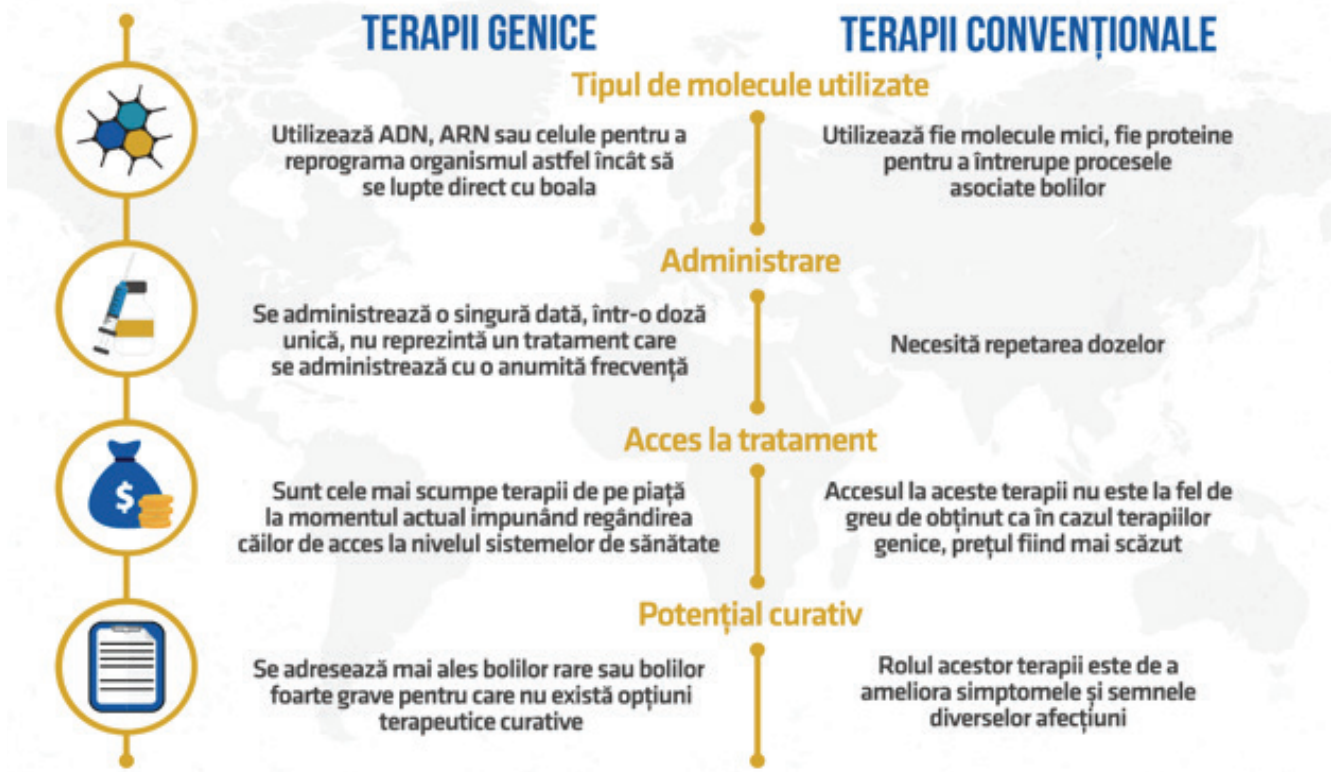 TERAPII GENICE
TERAPII CONVENȚIONALE
Tipul de molecule utilizate
Utilizează ADN, ARN sau celule pentru a
reprograma organismul astfel încât să
se lupte direct cu boala
Utilizează fie molecule mici, fie proteine
pentru a întrerupe procesele
asociate bolilor
Administrare
Se administrează o singură dată, într-o doză
unică, nu reprezintă un tratament care
se administrează cu o anumită frecvență
Necesită repetarea dozelor
Acces la tratament
$
Sunt cele mai scumpe terapii de pe piață
la momentul actual impunând regândirea
căilor de acces la nivelul sistemelor de sănătate
Accesul la aceste terapii nu este la fel de
greu de obținut ca în cazul terapiilor
genice, prețul fiind mai scăzut
Potențial curativ
Se adresează mai ales bolilor rare sau bolilor
foarte grave pentru care nu există opțiuni
terapeutice curative
Rolul acestor terapii este de a
ameliora simptomele și semnele
diverselor afecțiuni